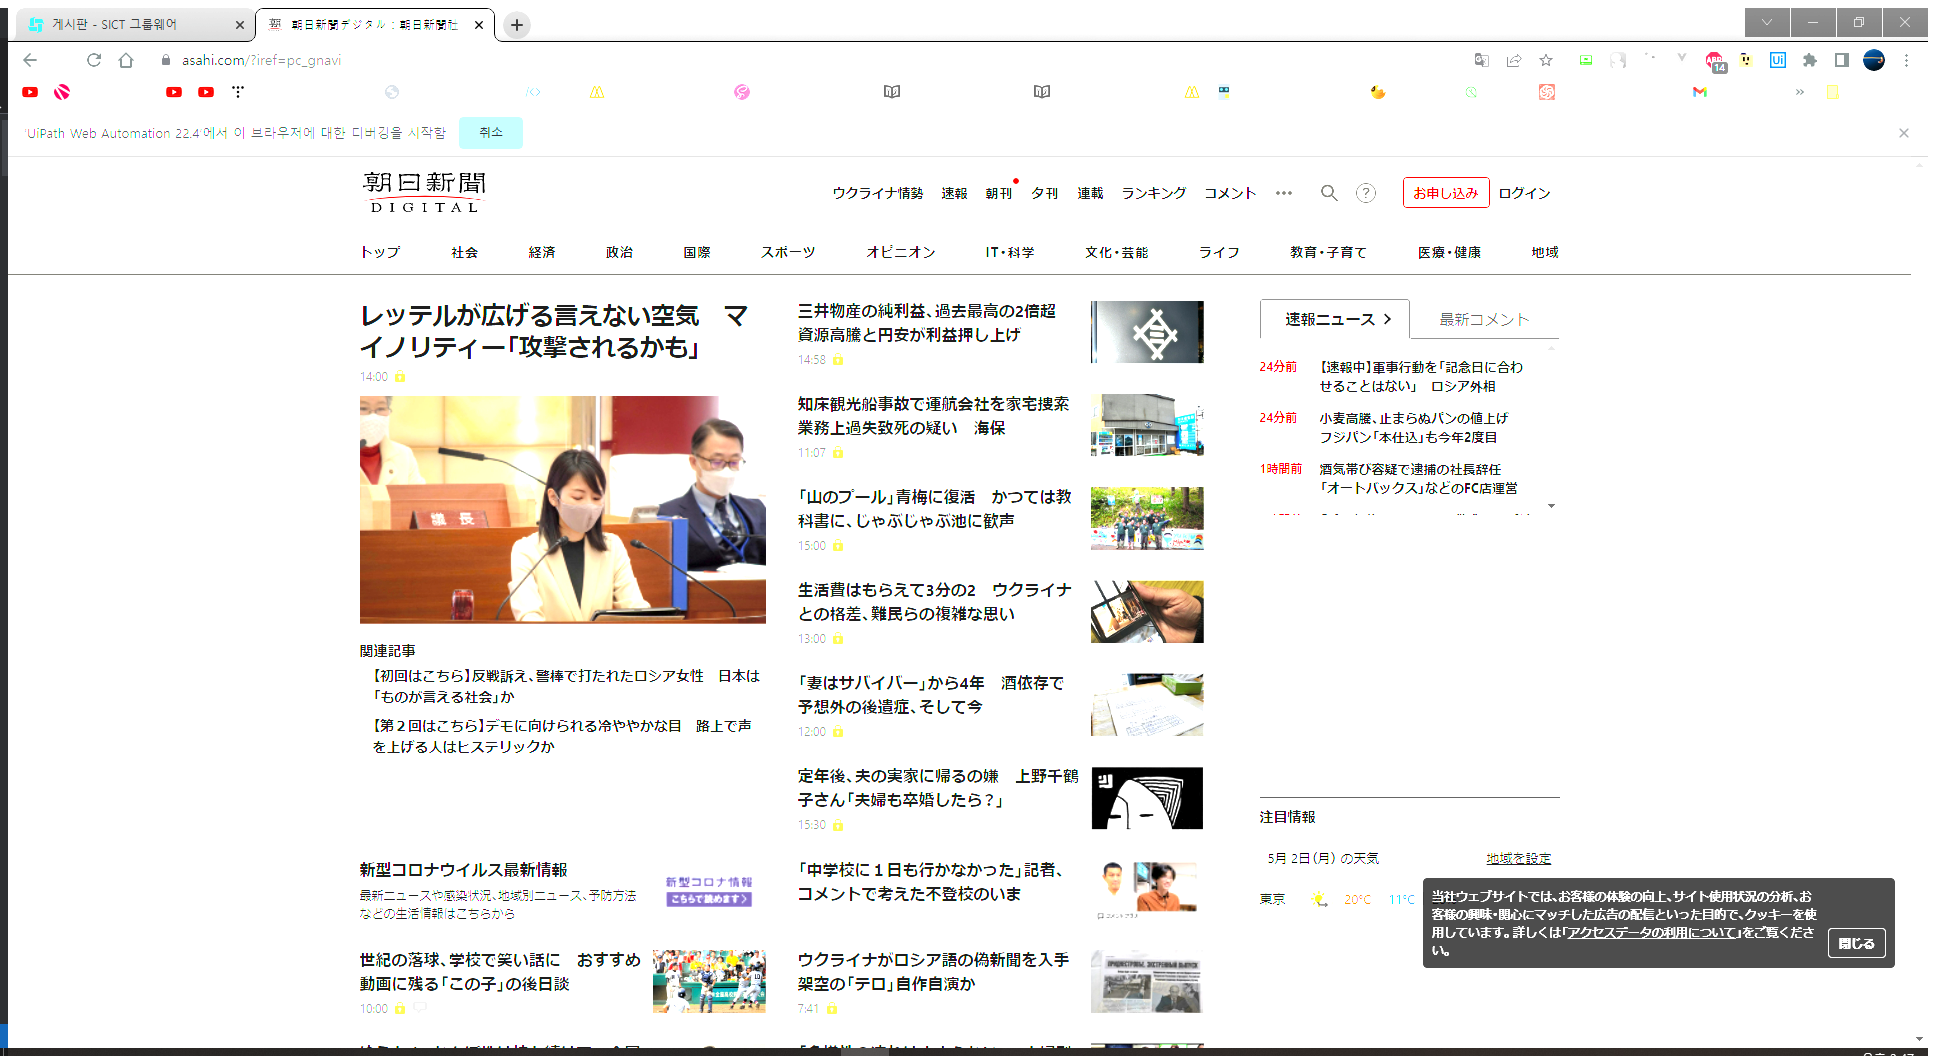 게시판 - SICT 그룹웨어
朝日新聞デジタル：朝日新聞社
asahi.com/?iref=pc_gnavi
14
Ui
'UiPath Web Automation 22.4'에서 이 브라우저에 대한 디버깅을 시작함
취소
朝日新聞
DIGITAL
ウクライナ情勢 速報 朝刊 夕刊 連載 ランキング コメント
お申し込み
ログイン
トップ 社会 経済 政治 国際 スポーツ オピニオン IT・科学 文化・芸能 ライフ 教育・子育て 医療・健康 地域
レッテルが広げる言えない空気　マ
イノリティー「攻撃されるかも」
14:00
議長
関連記事
【初回はこちら】反戦訴え、警棒で打たれたロシア女性　日本は
「ものが言える社会」か
【第２回はこちら】デモに向けられる冷ややかな目　路上で声
を上げる人はヒステリックか
新型コロナウイルス最新情報
最新ニュースや感染状況、地域別ニュース、予防方法
などの生活情報はこちらから
新型コロナ情報
こちらで読めます
世紀の落球、学校で笑い話に　おすすめ
動画に残る「この子」の後日談
10:00
三井物産の純利益、過去最高の2倍超
資源高騰と円安が利益押し上げ
14:58
知床観光船事故で運航会社を家宅捜索
業務上過失致死の疑い　海保
11:07
「山のプール」青梅に復活　かつては教
科書に、じゃぶじゃぶ池に歓声
15:00
生活費はもらえて3分の2　ウクライナ
との格差、難民らの複雑な思い
13:00
「妻はサバイバー」から4年　酒依存で
予想外の後遺症、そして今
12:00
定年後、夫の実家に帰るの嫌　上野千鶴
子さん「夫婦も卒婚したら？」
15:30
「中学校に１日も行かなかった」記者、
コメントで考えた不登校のいま
ウクライナがロシア語の偽新聞を入手
架空の「テロ」自作自演か
7:41
速報ニュース
最新コメント
24分前
【速報中】軍事行動を「記念日に合わ
せることはない」　ロシア外相
24分前
小麦高騰、止まらぬパンの値上げ
フジパン「本仕込」も今年2度目
1時間前
酒気帯び容疑で逮捕の社長辞任
「オートバックス」などのFC店運営
注目情報
5月 2日（月） の天気
地域を設定
東京
20°C
11°C
当社ウェブサイトでは、お客様の体験の向上、サイト使用状況の分析、お
客様の興味・関心にマッチした広告の配信といった目的で、クッキーを使
用しています。詳しくは「アクセスデータの利用について」をご覧くださ
い。
閉じる